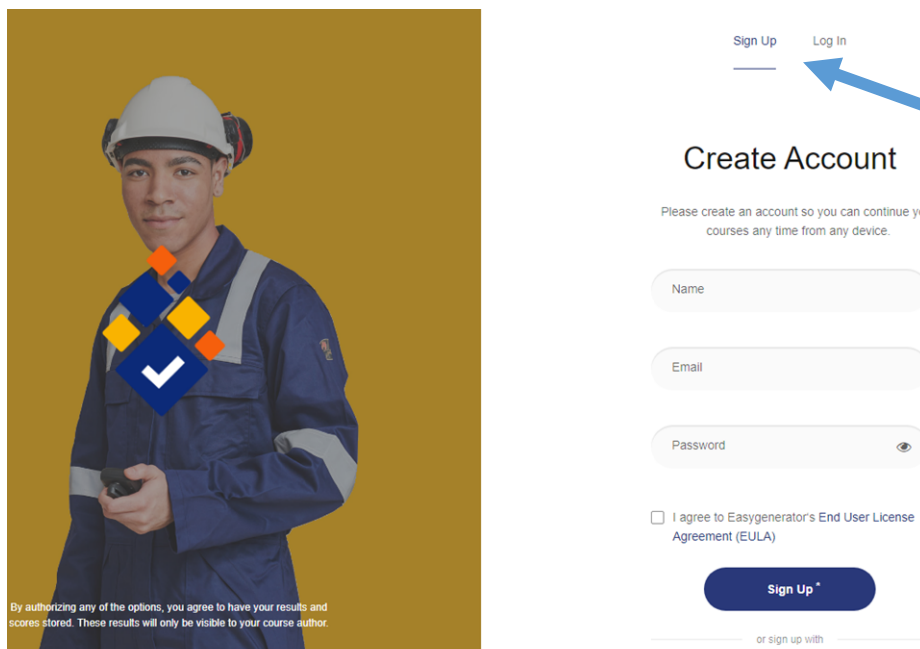 Sign Up Log In
Create Account
Please create an account so you can continue
courses any time from any device.
Name
Email
Password
I agree to Easygenerator's End User License
Agreement (EULA)
Sign Up *
or sign up with
By authorizing any of the options, you agree to have your results and
scores stored. These results will only be visible to your course author.